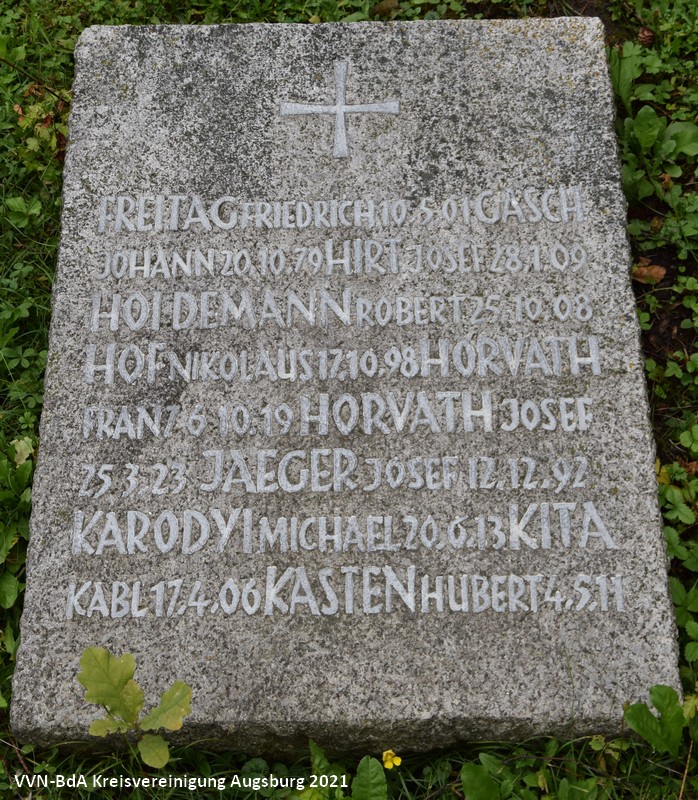 FREITAG FRIEDRICH 10.5.01 GASCH
JOHANN 20.10.79 HIRT JOSEF 28.1.09
HOLDEMANN ROBERT 25.10.08
HOF NIKOLAUS 17.10.98 HORVATH
FRANZ 6.10.19 HORVATH JOSEF
25.3.23 JAEGER JOSEF 12.12.92
KARODYI MICHAEL 20.6.13 KITA
KABL 17.4.06 KASTEN HUBERT 4.5.11
VVN-BdA Kreisvereinigung Augsburg 2021